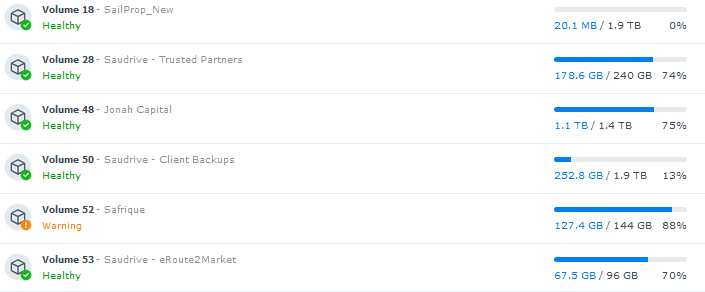 Volume 18 - SailProp_New
Healthy
20.1 MB / 1.9 TB 0%
Volume 28 - Saudrive - Trusted Partners
Healthy
178.6 GB / 240 GB 74%
Volume 48 - Jonah Capital
Healthy
1.1 TB / 1.4 TB 75%
Volume 50 - Saudrive - Client Backups
Healthy
252.8 GB / 1.9 TB 13%
Volume 52 - Safrique
Warning
127.4 GB / 144 GB 88%
Volume 53 - Saudrive - eRoute2Market
Healthy
67.5 GB / 96 GB 70%